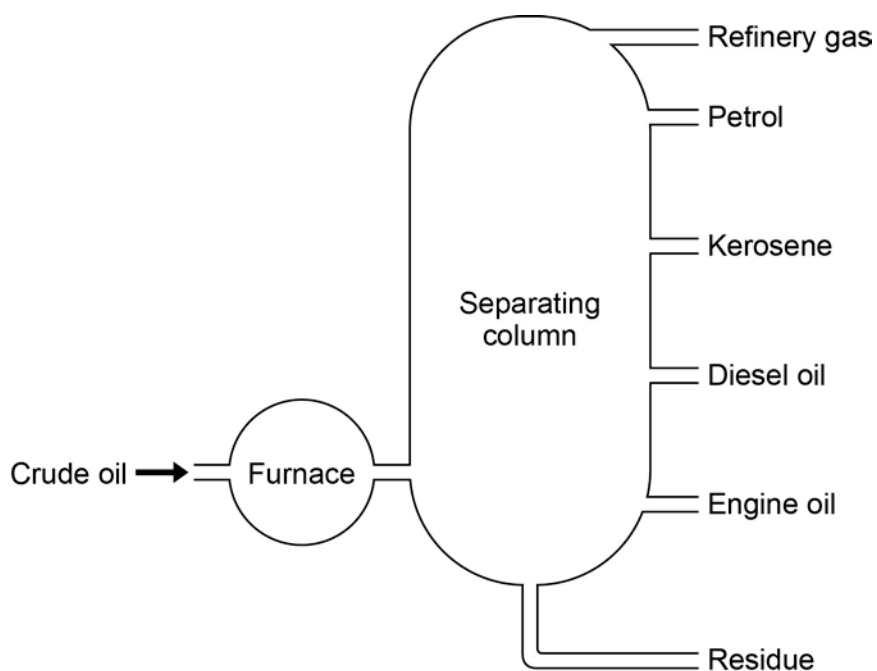 Refinery gas
Petrol
Kerosene
Separating
column
Diesel oil
Crude oil
Furnace
Engine oil
Residue